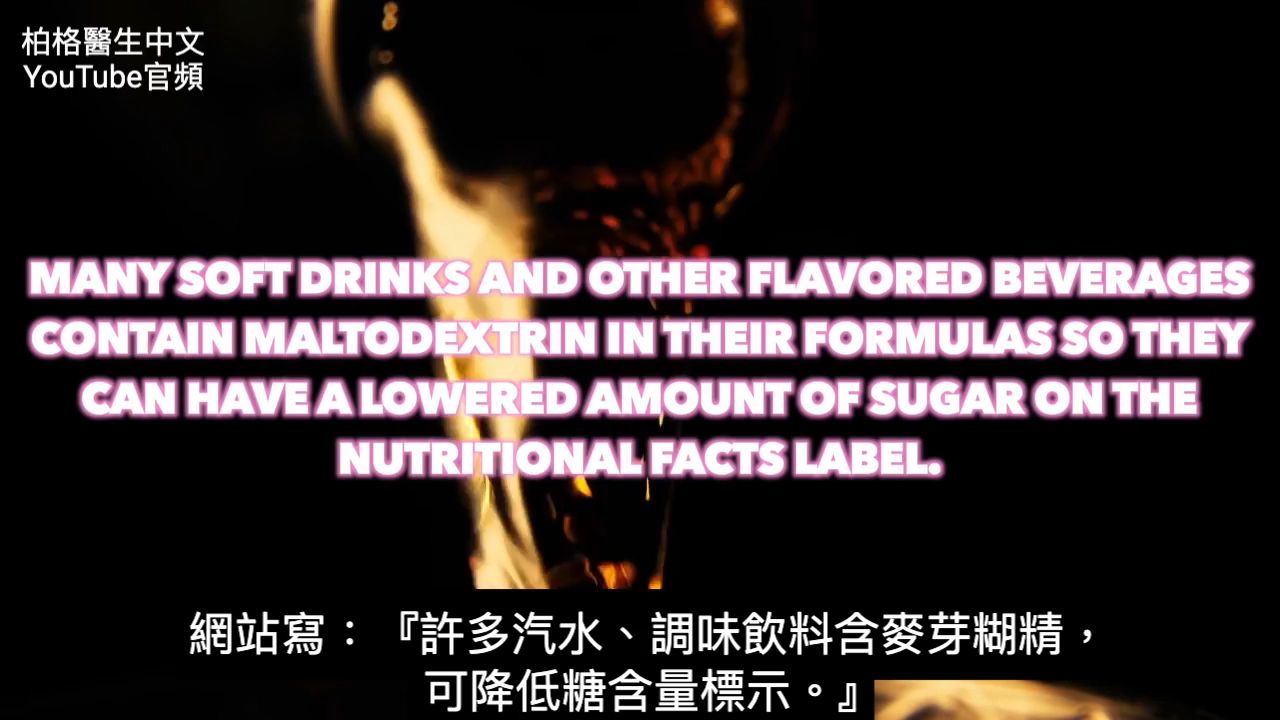 柏格醫生中文
YouTube官頻
MANY SOFT DRINKS AND OTHER FLAVORED BEVERAGES
CONTAIN MALTODEXTRIN IN THEIR FORMULAS SO THEY
CAN HAVE A LOWERED AMOUNT OF SUGAR ON THE
NUTRITIONAL FACTS LABEL.
網站寫：『許多汽水、調味飲料含麥芽糊精，
可降低糖含量標示。』